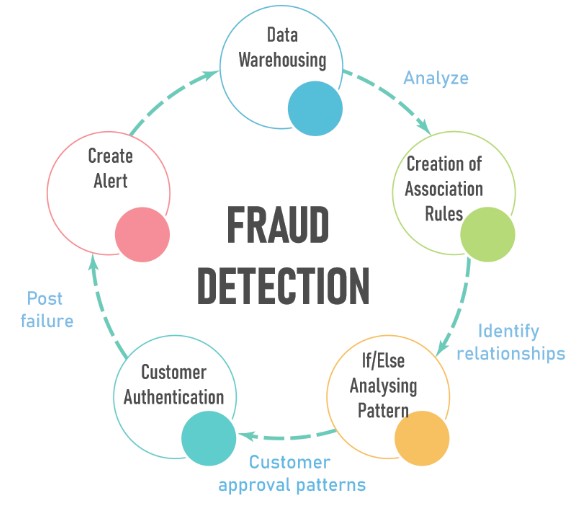 Data
Warehousing
Analyze
Creation of
Association
Rules
Identify
relationships
If/Else
Analysing
Pattern
Customer
approval patterns
Customer
Authentication
Post
failure
Create
Alert
FRAUD
DETECTION